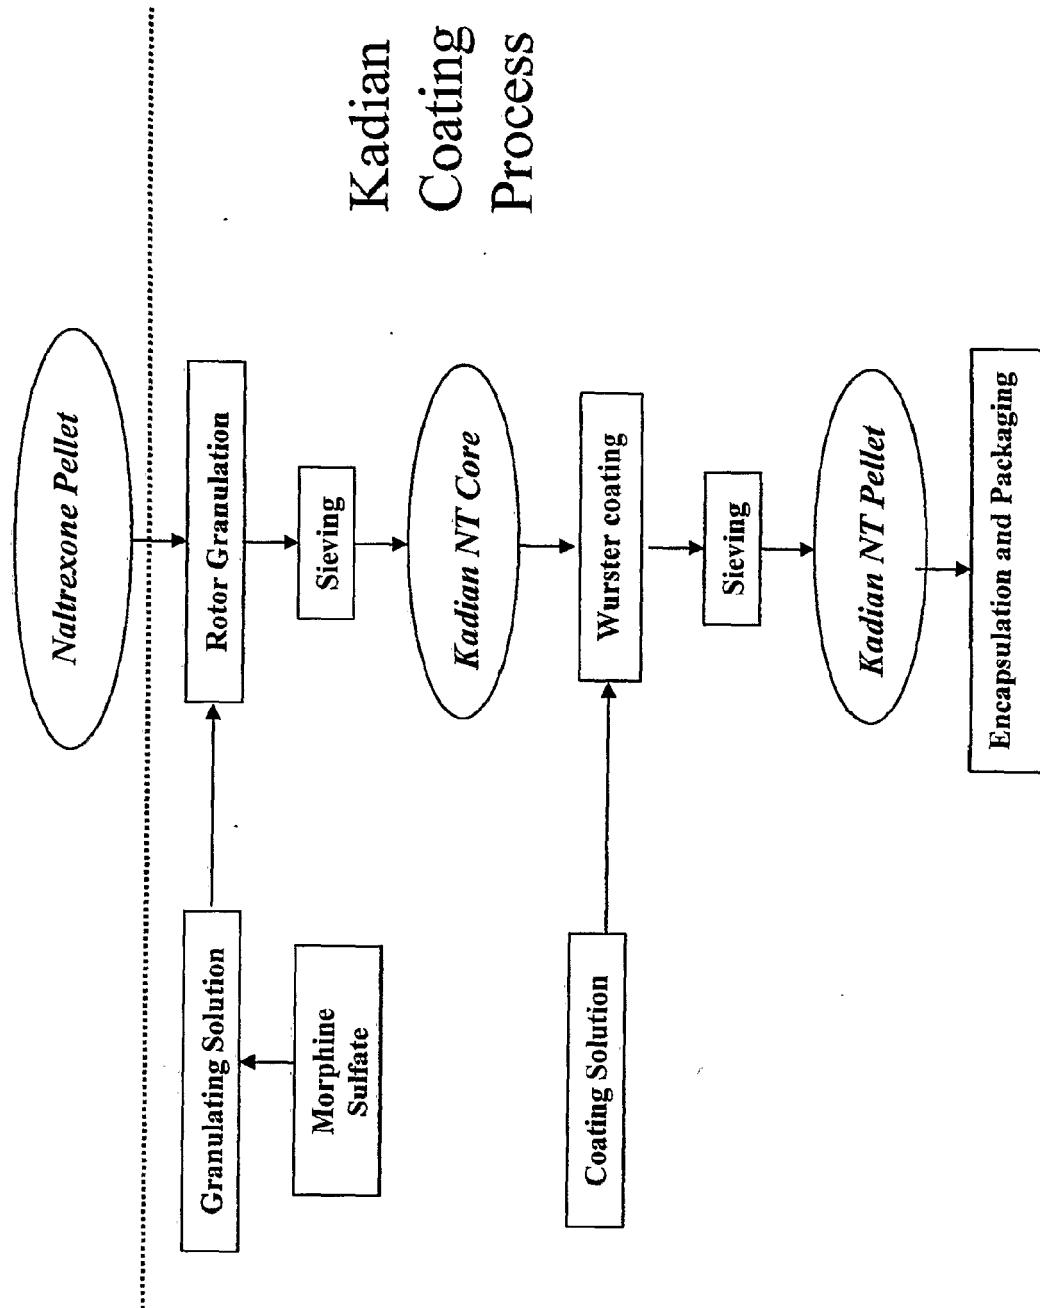 Naltrexone Pellet
Granulating Solution
Rotor Granulation
Morphine
Sulfate
Sieving
Kadian
Coating
Process
Kadian NT Core
Coating Solution
Wurster coating
Sieving
Kadian NT Pellet
Encapsulation and Packaging